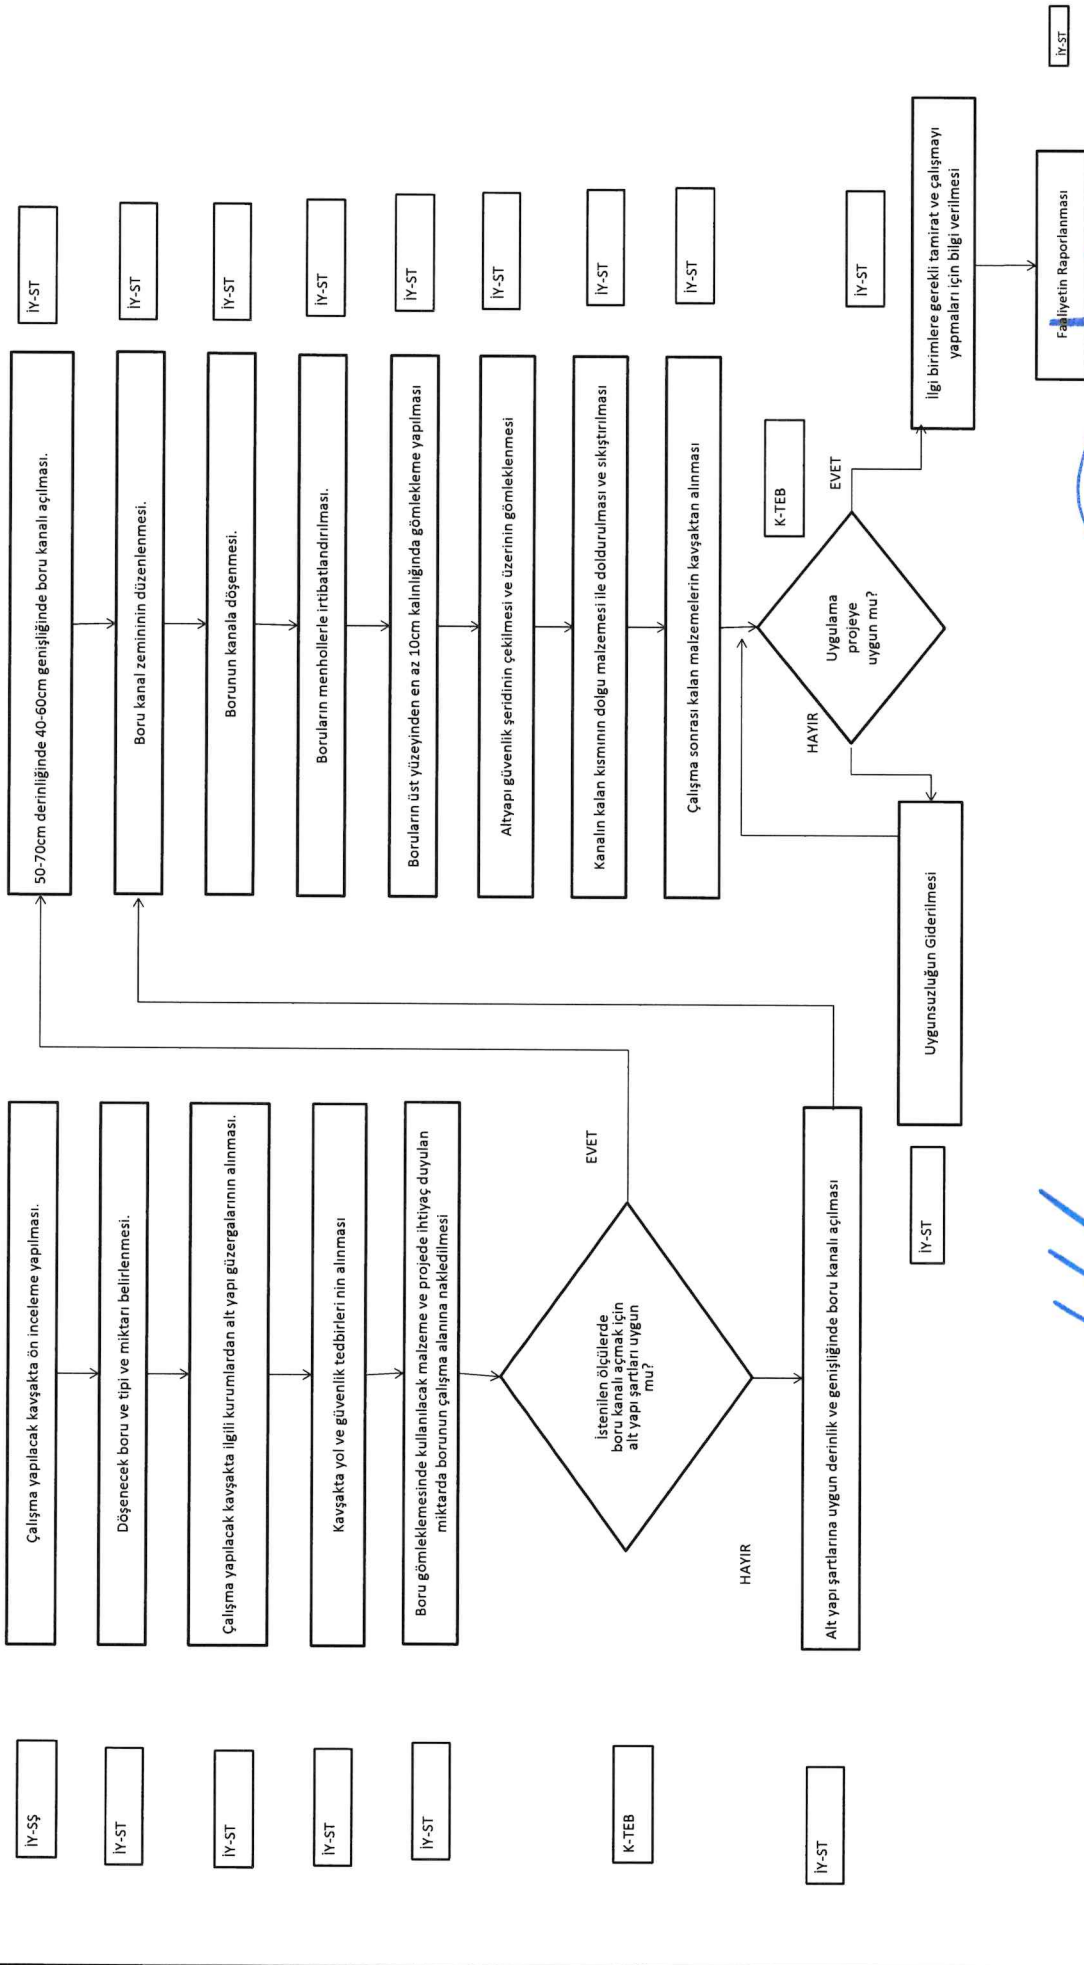 İY-SŞ
Çalışma yapılacak kavşakta ön inceleme yapılması.
İY-ST
Döşenecek boru ve tipi ve miktarı belirlenmesi.
İY-ST
Çalışma yapılacak kavşakta ilgili kurumlardan alt yapı güzergalarının alınması.
İY-ST
Kavşakta yol ve güvenlik tedbirleri nin alınması
İY-ST
Boru gömleklemesinde kullanılacak malzeme ve projede ihtiyaç duyulan
miktarda borunun çalışma alanına nakledilmesi
K-TEB
İstenilen ölçülerde
boru kanalı açmak için
alt yapı şartları uygun
mu?
EVET
HAYIR
İY-ST
Alt yapı şartlarına uygun derinlik ve genişliğinde boru kanalı açılması
50-70cm derinliğinde 40-60cm genişliğinde boru kanalı açılması.
İY-ST
Boru kanal zemininin düzenlenmesi.
İY-ST
Borunun kanala döşenmesi.
İY-ST
Boruların menhollerle irtibatlandırılması.
İY-ST
Boruların üst yüzeyinden en az 10cm kalınlığında gömlekleme yapılması
İY-ST
Altyapı güvenlik şeridinin çekilmesi ve üzerinin gömleklenmesi
İY-ST
Kanalın kalan kısmının dolgu malzemesi ile doldurulması ve sıkıştırılması
İY-ST
Çalışma sonrası kalan malzemelerin kavşaktan alınması
İY-ST
K-TEB
Uygulama
projeye
uygun mu?
HAYIR
EVET
İY-ST
Uygunsuzluğun Giderilmesi
İY-ST
İlgi birimlere gerekli tamirat ve çalışmayı
yapmaları için bilgi verilmesi
Faaliyetin Raporlanması
İY-ST